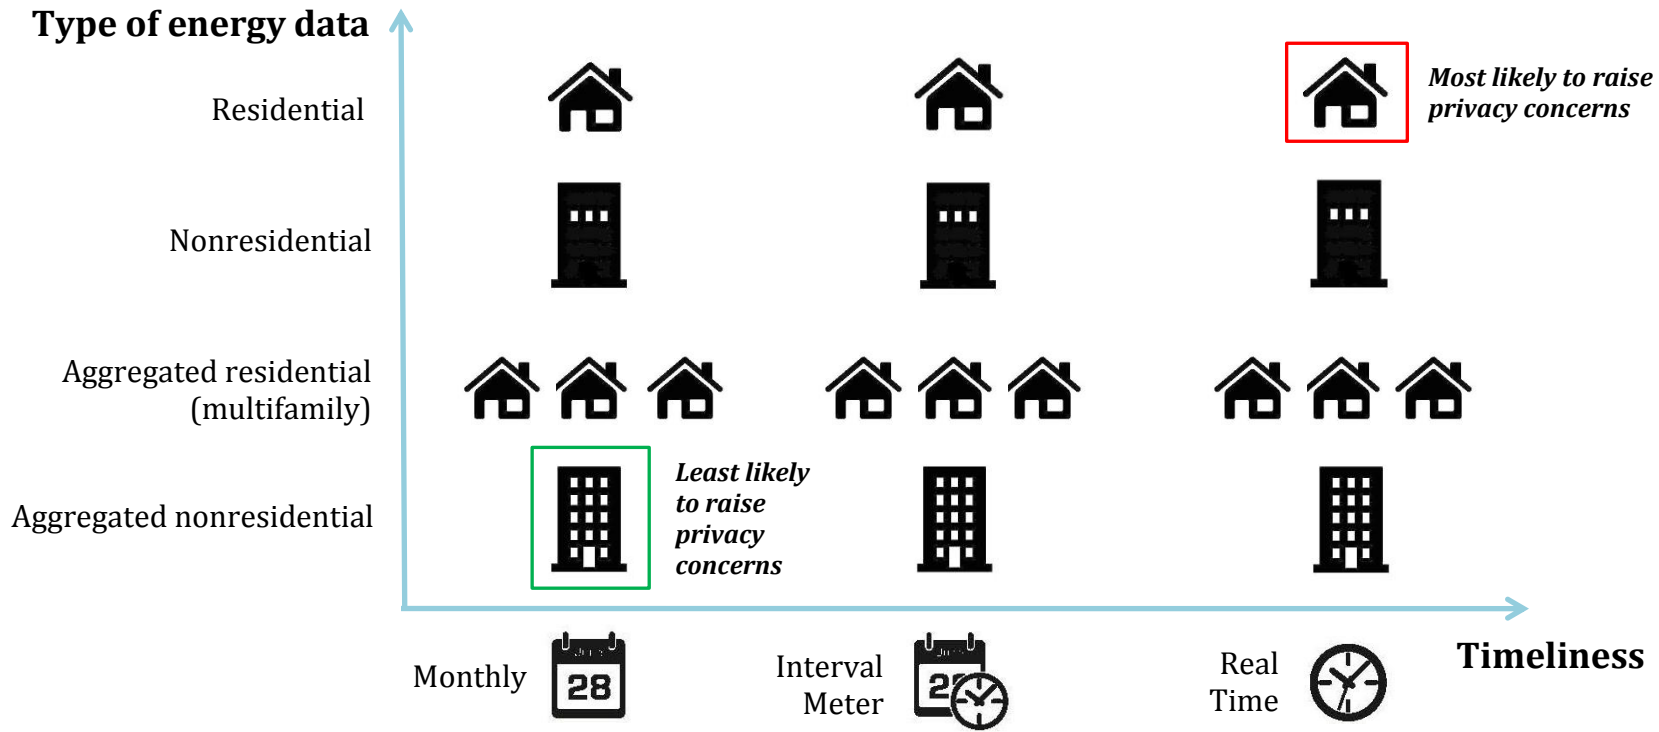 Type of energy data
Residential
Most likely to raise
privacy concerns
Nonresidential
Aggregated residential
(multifamily)
Aggregated nonresidential
Least likely
to raise
privacy
concerns
Monthly
28
Interval
Meter
Real
Time
Timeliness